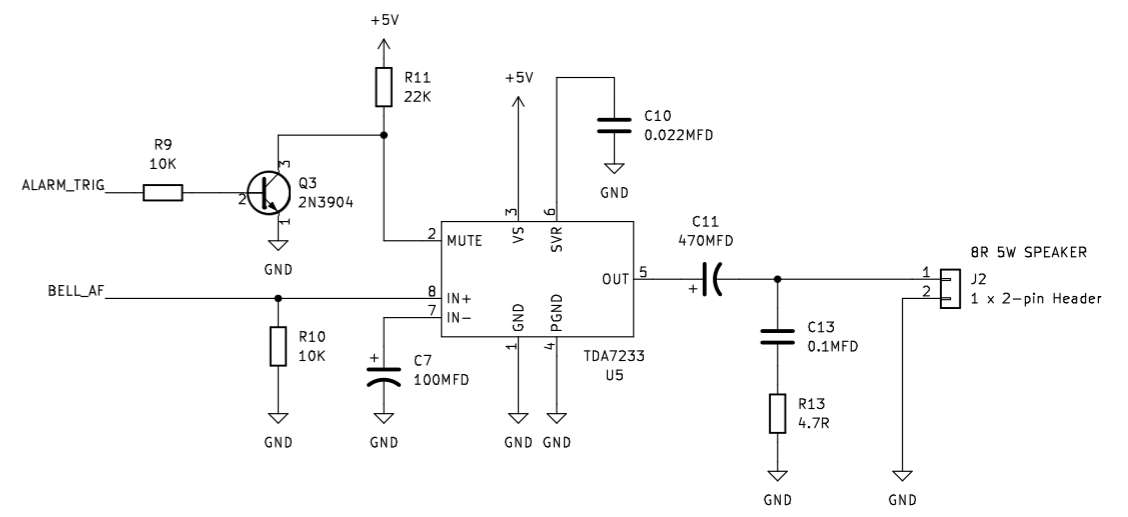 +5V
R11
22K
+5V
C10
0.022MFD
GND
R9
10K
ALARM_TRIG
3
2
1
Q3
2N3904
GND
3
6
2
MUTE
VS
SVR
C11
470MFD
OUT
5
+
8R 5W SPEAKER
1
J2
2
1 x 2-pin Header
BELL_AF
8
IN+
7
IN-
GND
PGND
1
4
TDA7233
U5
R10
10K
+
C7
100MFD
C13
0.1MFD
R13
4.7R
GND
GND
GND
GND
GND
GND